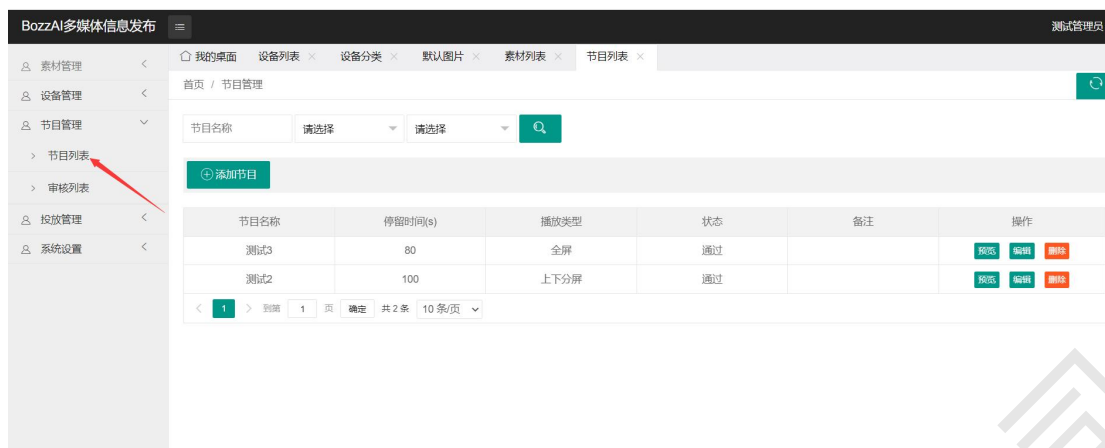 BozzAI多媒体信息发布 测试管理员
素材管理
设备管理
节目管理
节目列表
审核列表
投放管理
系统设置
我的桌面 设备列表 设备分类 默认图片 素材列表 节目列表
首页 / 节目管理
节目名称 请选择 请选择
添加节目
节目名称 停留时间(s) 播放类型 状态 备注 操作
测试3 80 全屏 通过 预览 编辑 删除
测试2 100 上下分屏 通过 预览 编辑 删除
1 到第 1 页 确定 共 2 条 10 条/页